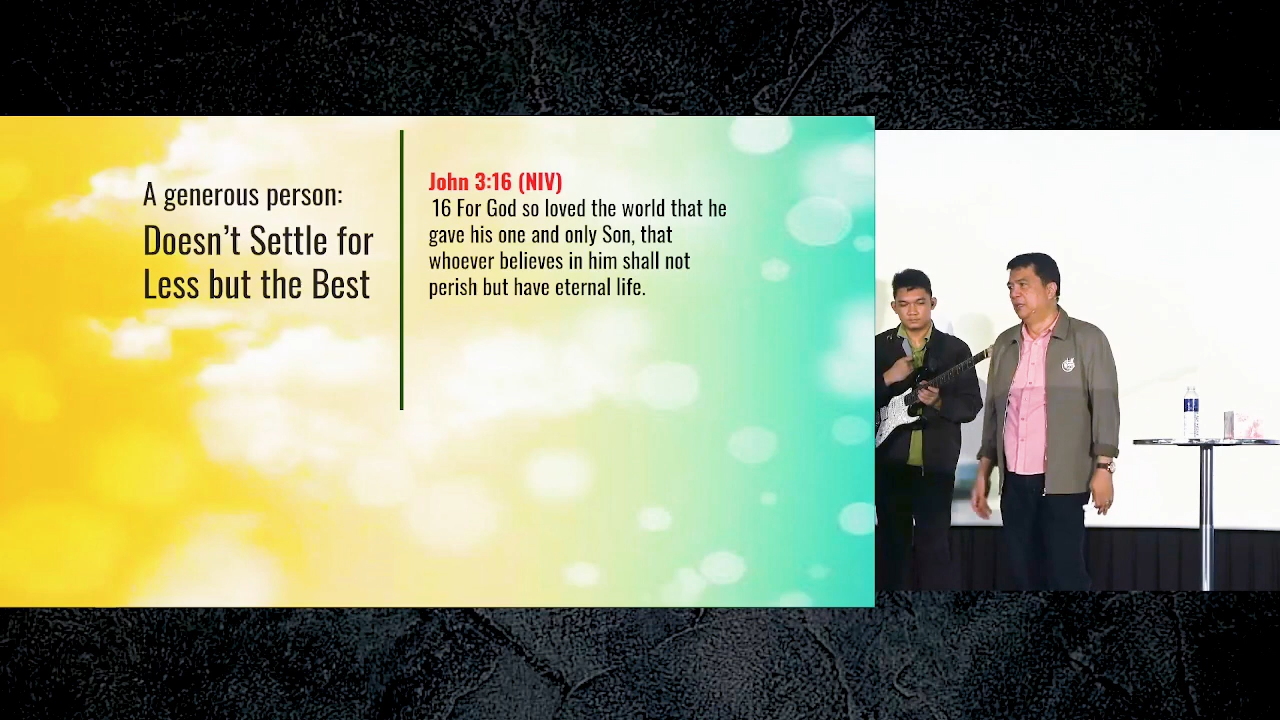 A generous person:
Doesn’t Settle for
Less but the Best
John 3:16 (NIV)
16 For God so loved the world that he
gave his one and only Son, that
whoever believes in him shall not
perish but have eternal life.